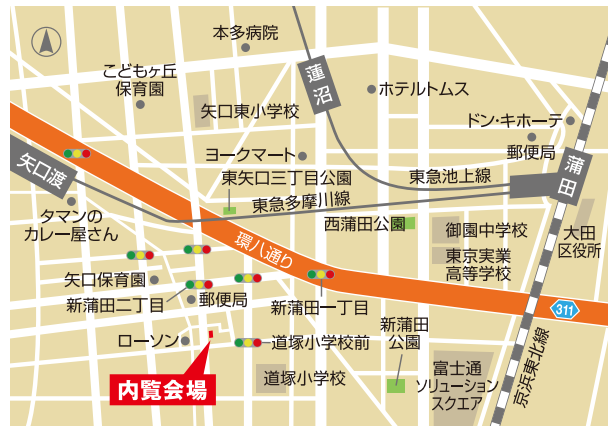 本多病院
こどもヶ丘
保育園
蓮沼
ホテルトムス
矢口東小学校
ドン・キホーテ
郵便局
ヨークマート
矢口渡
東矢口三丁目公園
東急池上線
蒲田
東急多摩川線
タマンの
カレー屋さん
西蒲田公園
御園中学校
大田
区役所
環八通り
東京実業
高等学校
矢口保育園
新蒲田二丁目
郵便局
新蒲田一丁目
311
ローソン
道塚小学校前
新蒲田
公園
京浜東北線
内覧会場
道塚小学校
富士通
ソリューション
スクエア